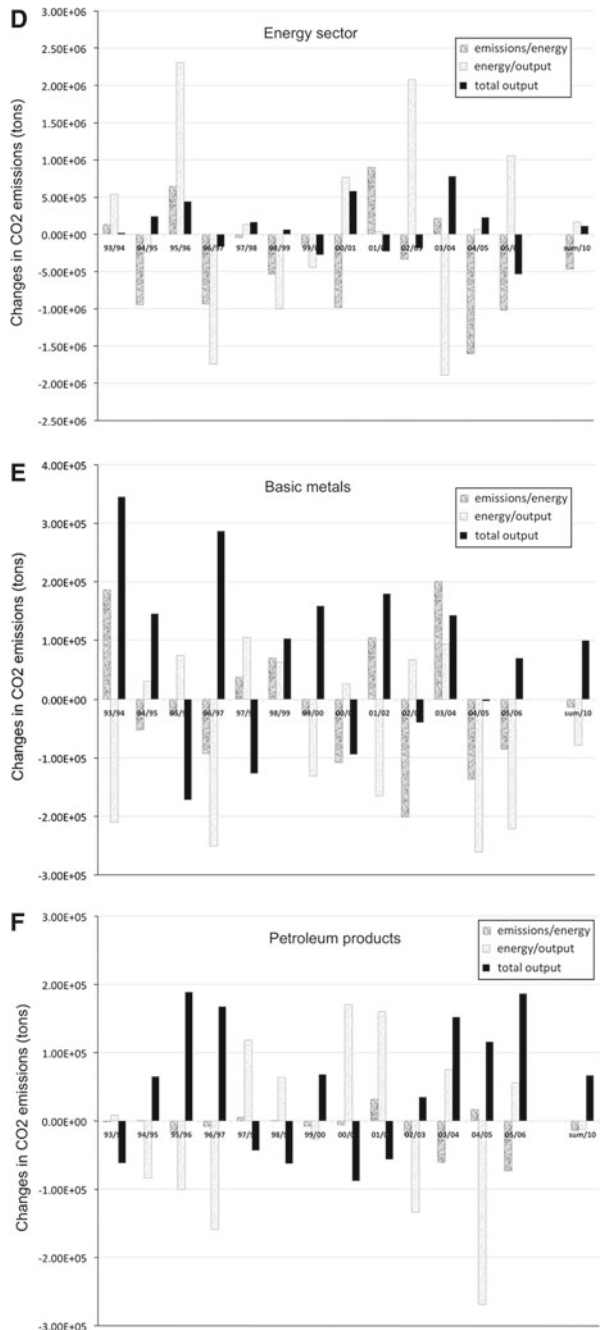 D
Energy sector
emissions/energy
energy/output
total output
Changes in CO2 emissions (tons)
3.00E+06
2.50E+06
2.00E+06
1.50E+06
1.00E+06
5.00E+05
0.00E+00
-5.00E+05
-1.00E+06
-1.50E+06
-2.00E+06
-2.50E+06
93/94
94/95
95/96
96/97
97/98
98/99
00/01
03/04
04/05
sum/10
E
Basic metals
emissions/energy
energy/output
total output
Changes in CO2 emissions (tons)
4.00E+05
3.00E+05
2.00E+05
1.00E+05
0.00E+00
-1.00E+05
-2.00E+05
-3.00E+05
93/94
94/95
96/97
98/99
99/00
01/02
03/04
04/05
05/06
sum/10
F
Petroleum products
emissions/energy
energy/output
total output
Changes in CO2 emissions (tons)
3.00E+05
2.00E+05
1.00E+05
0.00E+00
-1.00E+05
-2.00E+05
-3.00E+05
94/95
95/96
96/97
99/00
02/03
03/04
04/05
05/06
sum/10